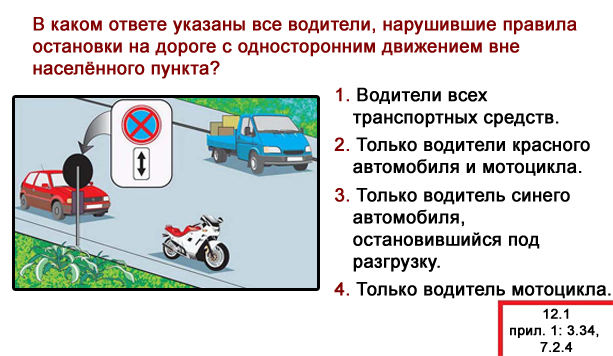 В каком ответе указаны все водители, нарушившие правила
остановки на дороге с односторонним движением вне
населённого пункта?
1. Водители всех
транспортных средств.
2. Только водители красного
автомобиля и мотоцикла.
3. Только водитель синего
автомобиля,
остановившийся под
разгрузку.
4. Только водитель мотоцикла.
12.1
прил. 1: 3.34,
7.2.4